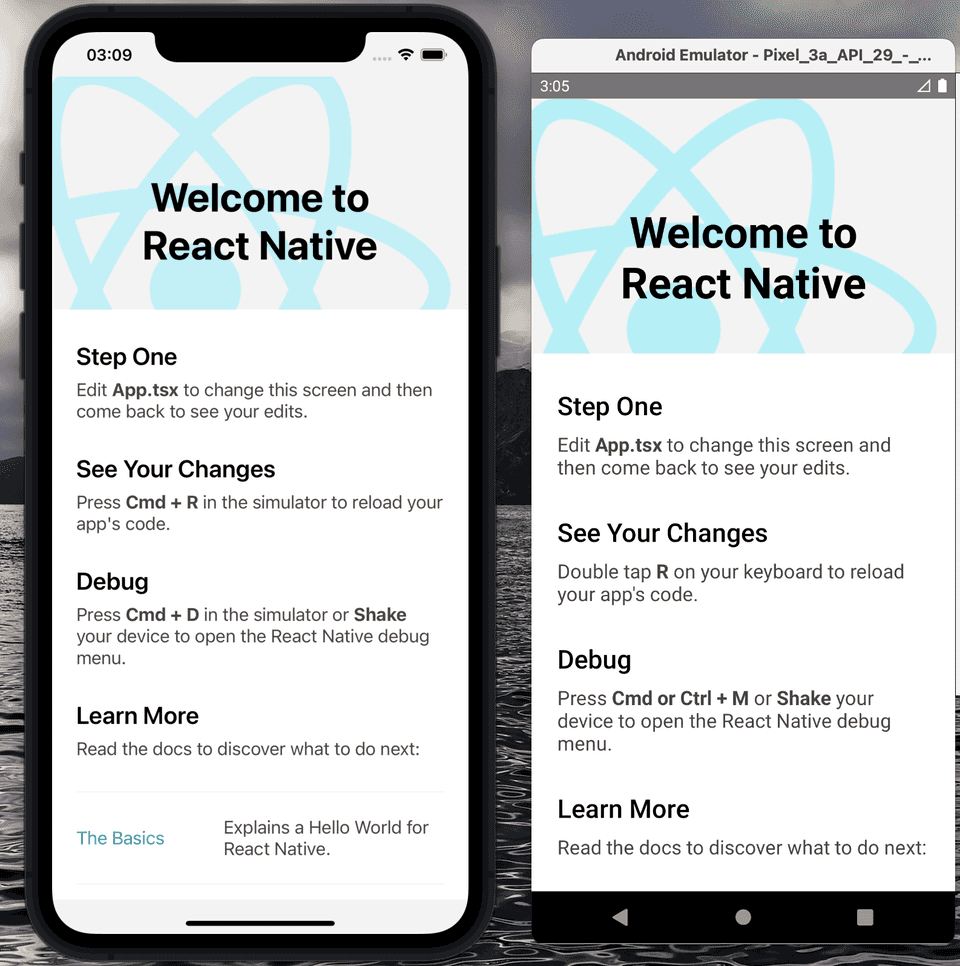 03:09
Welcome to
React Native
Step One
Edit App.tsx to change this screen and then
come back to see your edits.
See Your Changes
Press Cmd + R in the simulator to reload your
app's code.
Debug
Press Cmd + D in the simulator or Shake
your device to open the React Native debug
menu.
Learn More
Read the docs to discover what to do next:
The Basics
Explains a Hello World for
React Native.
Android Emulator - Pixel_3a_API_29_-_...
3:05
Welcome to
React Native
Step One
Edit App.tsx to change this screen and
then come back to see your edits.
See Your Changes
Double tap R on your keyboard to reload
your app's code.
Debug
Press Cmd or Ctrl + M or Shake your
device to open the React Native debug
menu.
Learn More
Read the docs to discover what to do next: